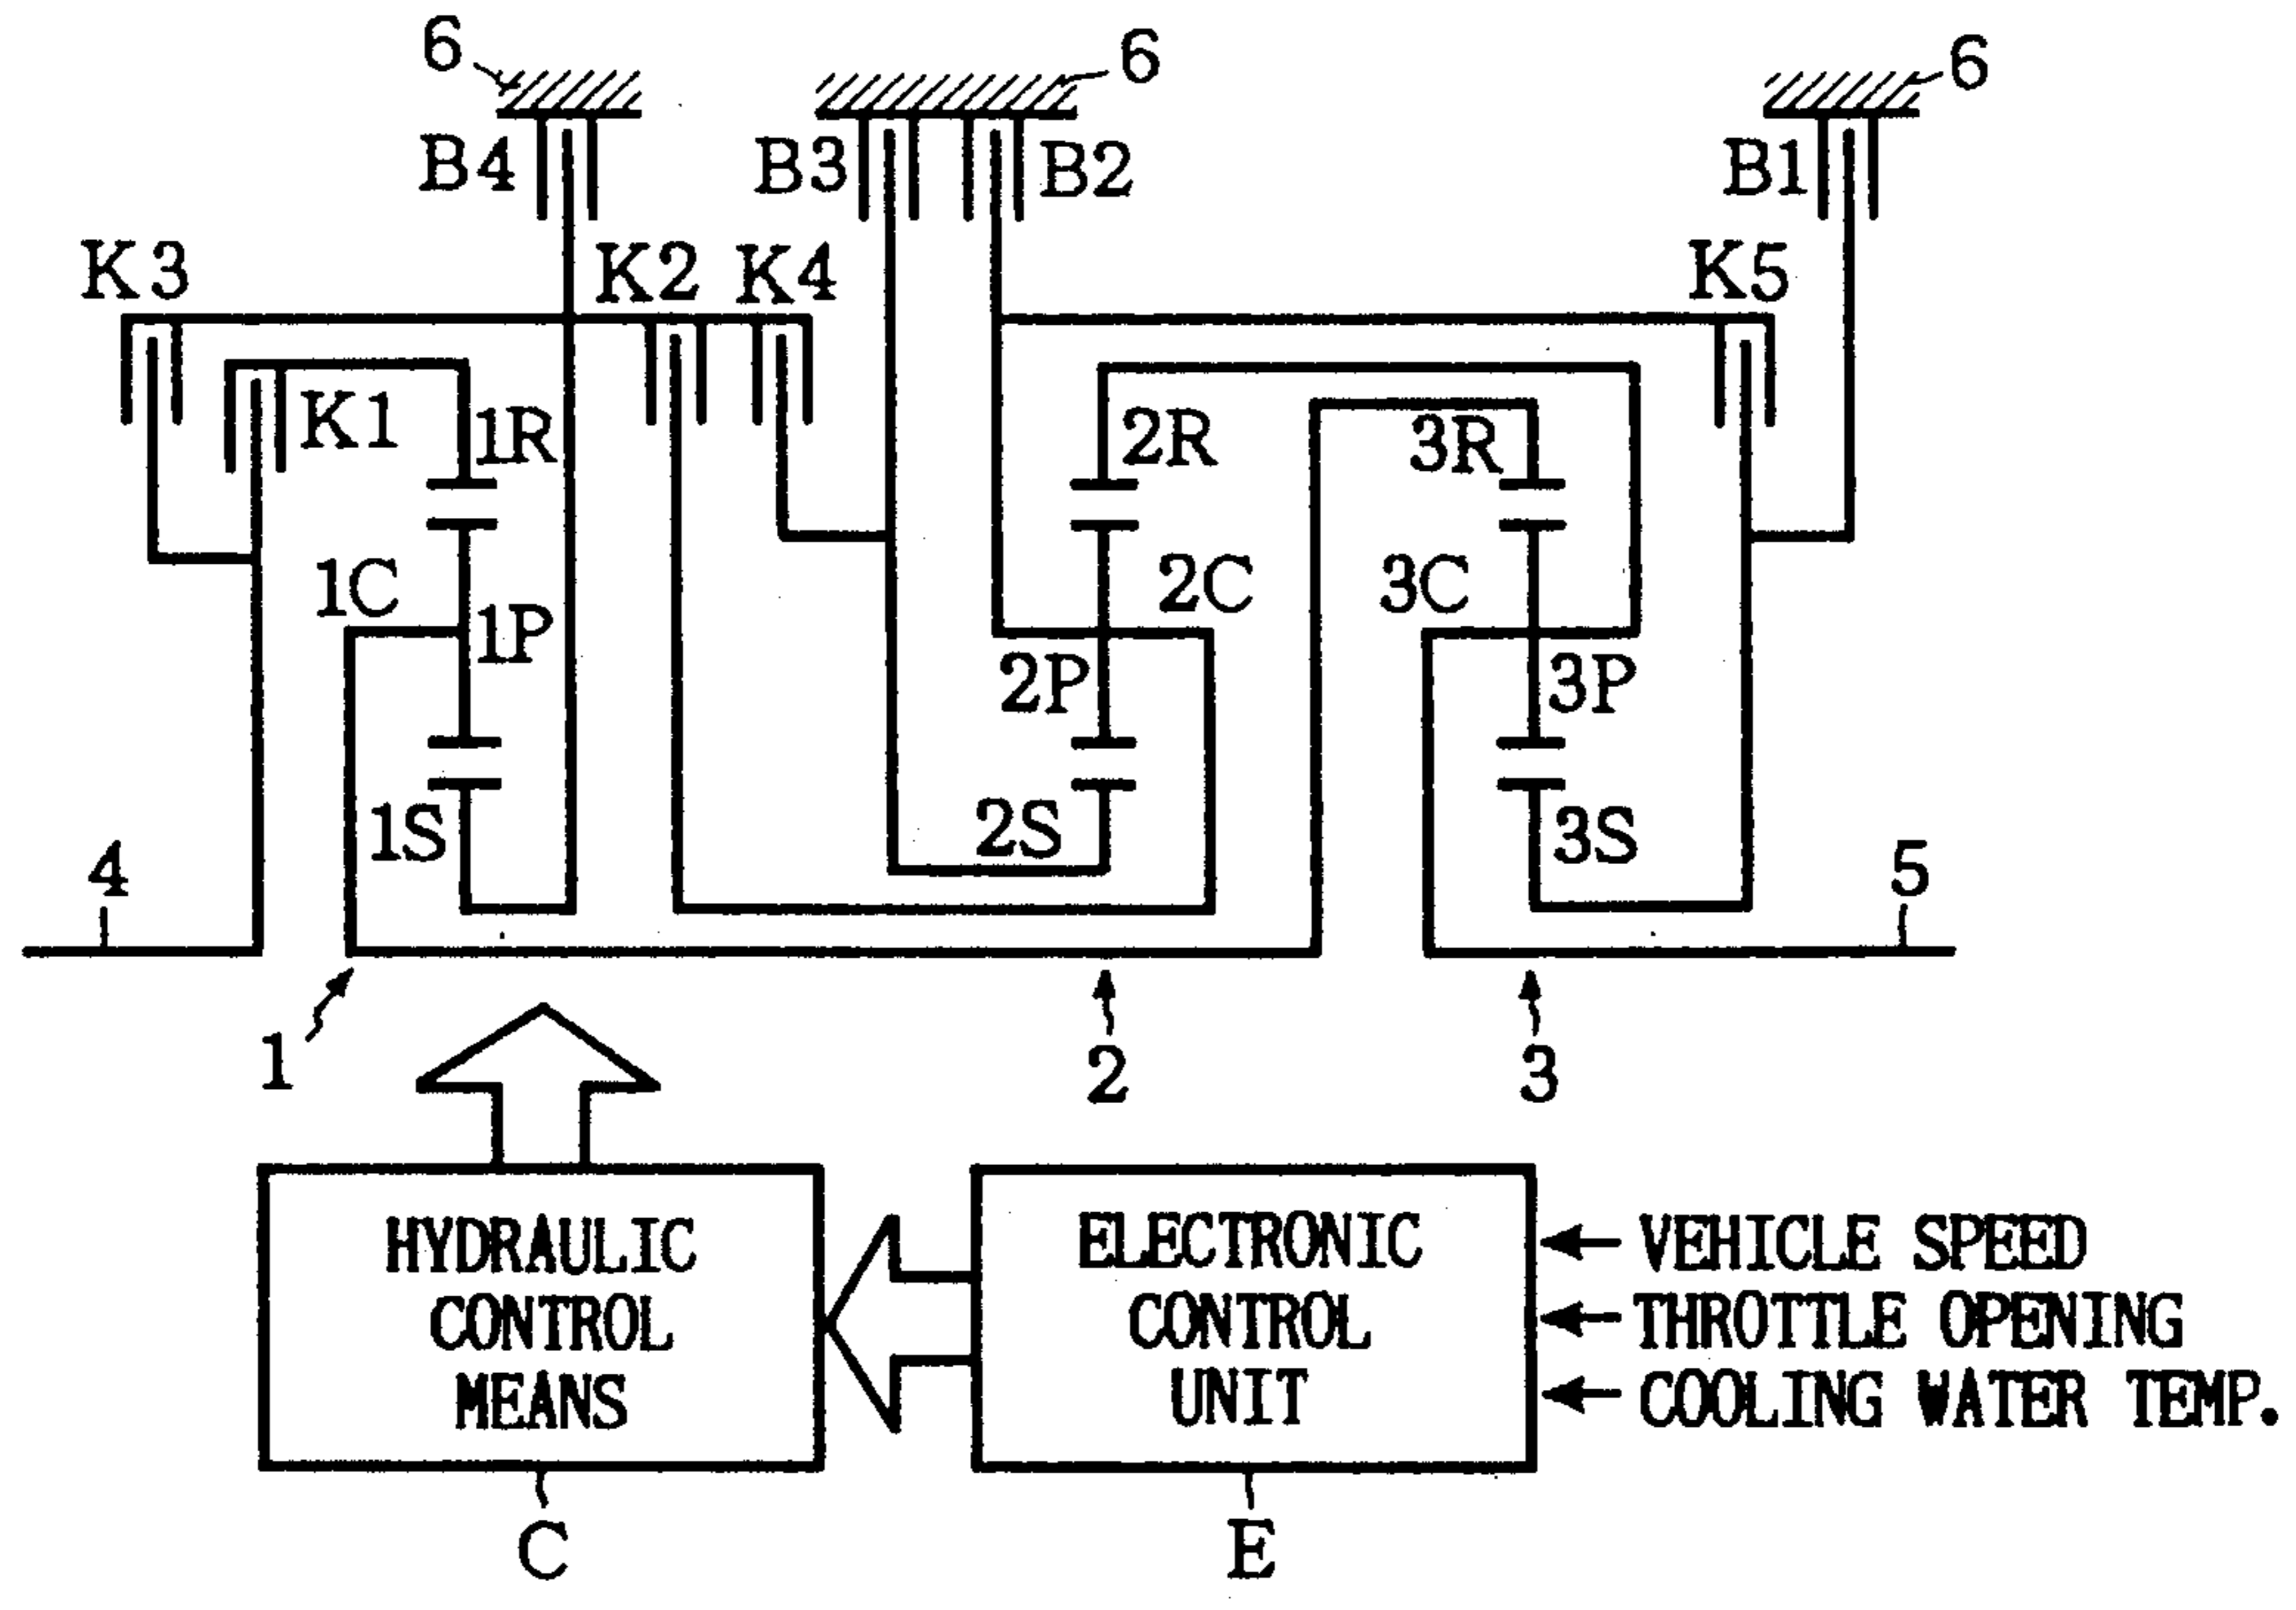 6
6
6
B4
B3
B2
B1
K3
K2
K4
K5
K1
1R
2R
3R
1C
1P
2C
3C
2P
3P
1S
2S
3S
4
5
1
2
3
HYDRAULIC
CONTROL
MEANS
ELECTRONIC
CONTROL
UNIT
VEHICLE SPEED
THROTTLE OPENING
COOLING WATER TEMP.
C
E